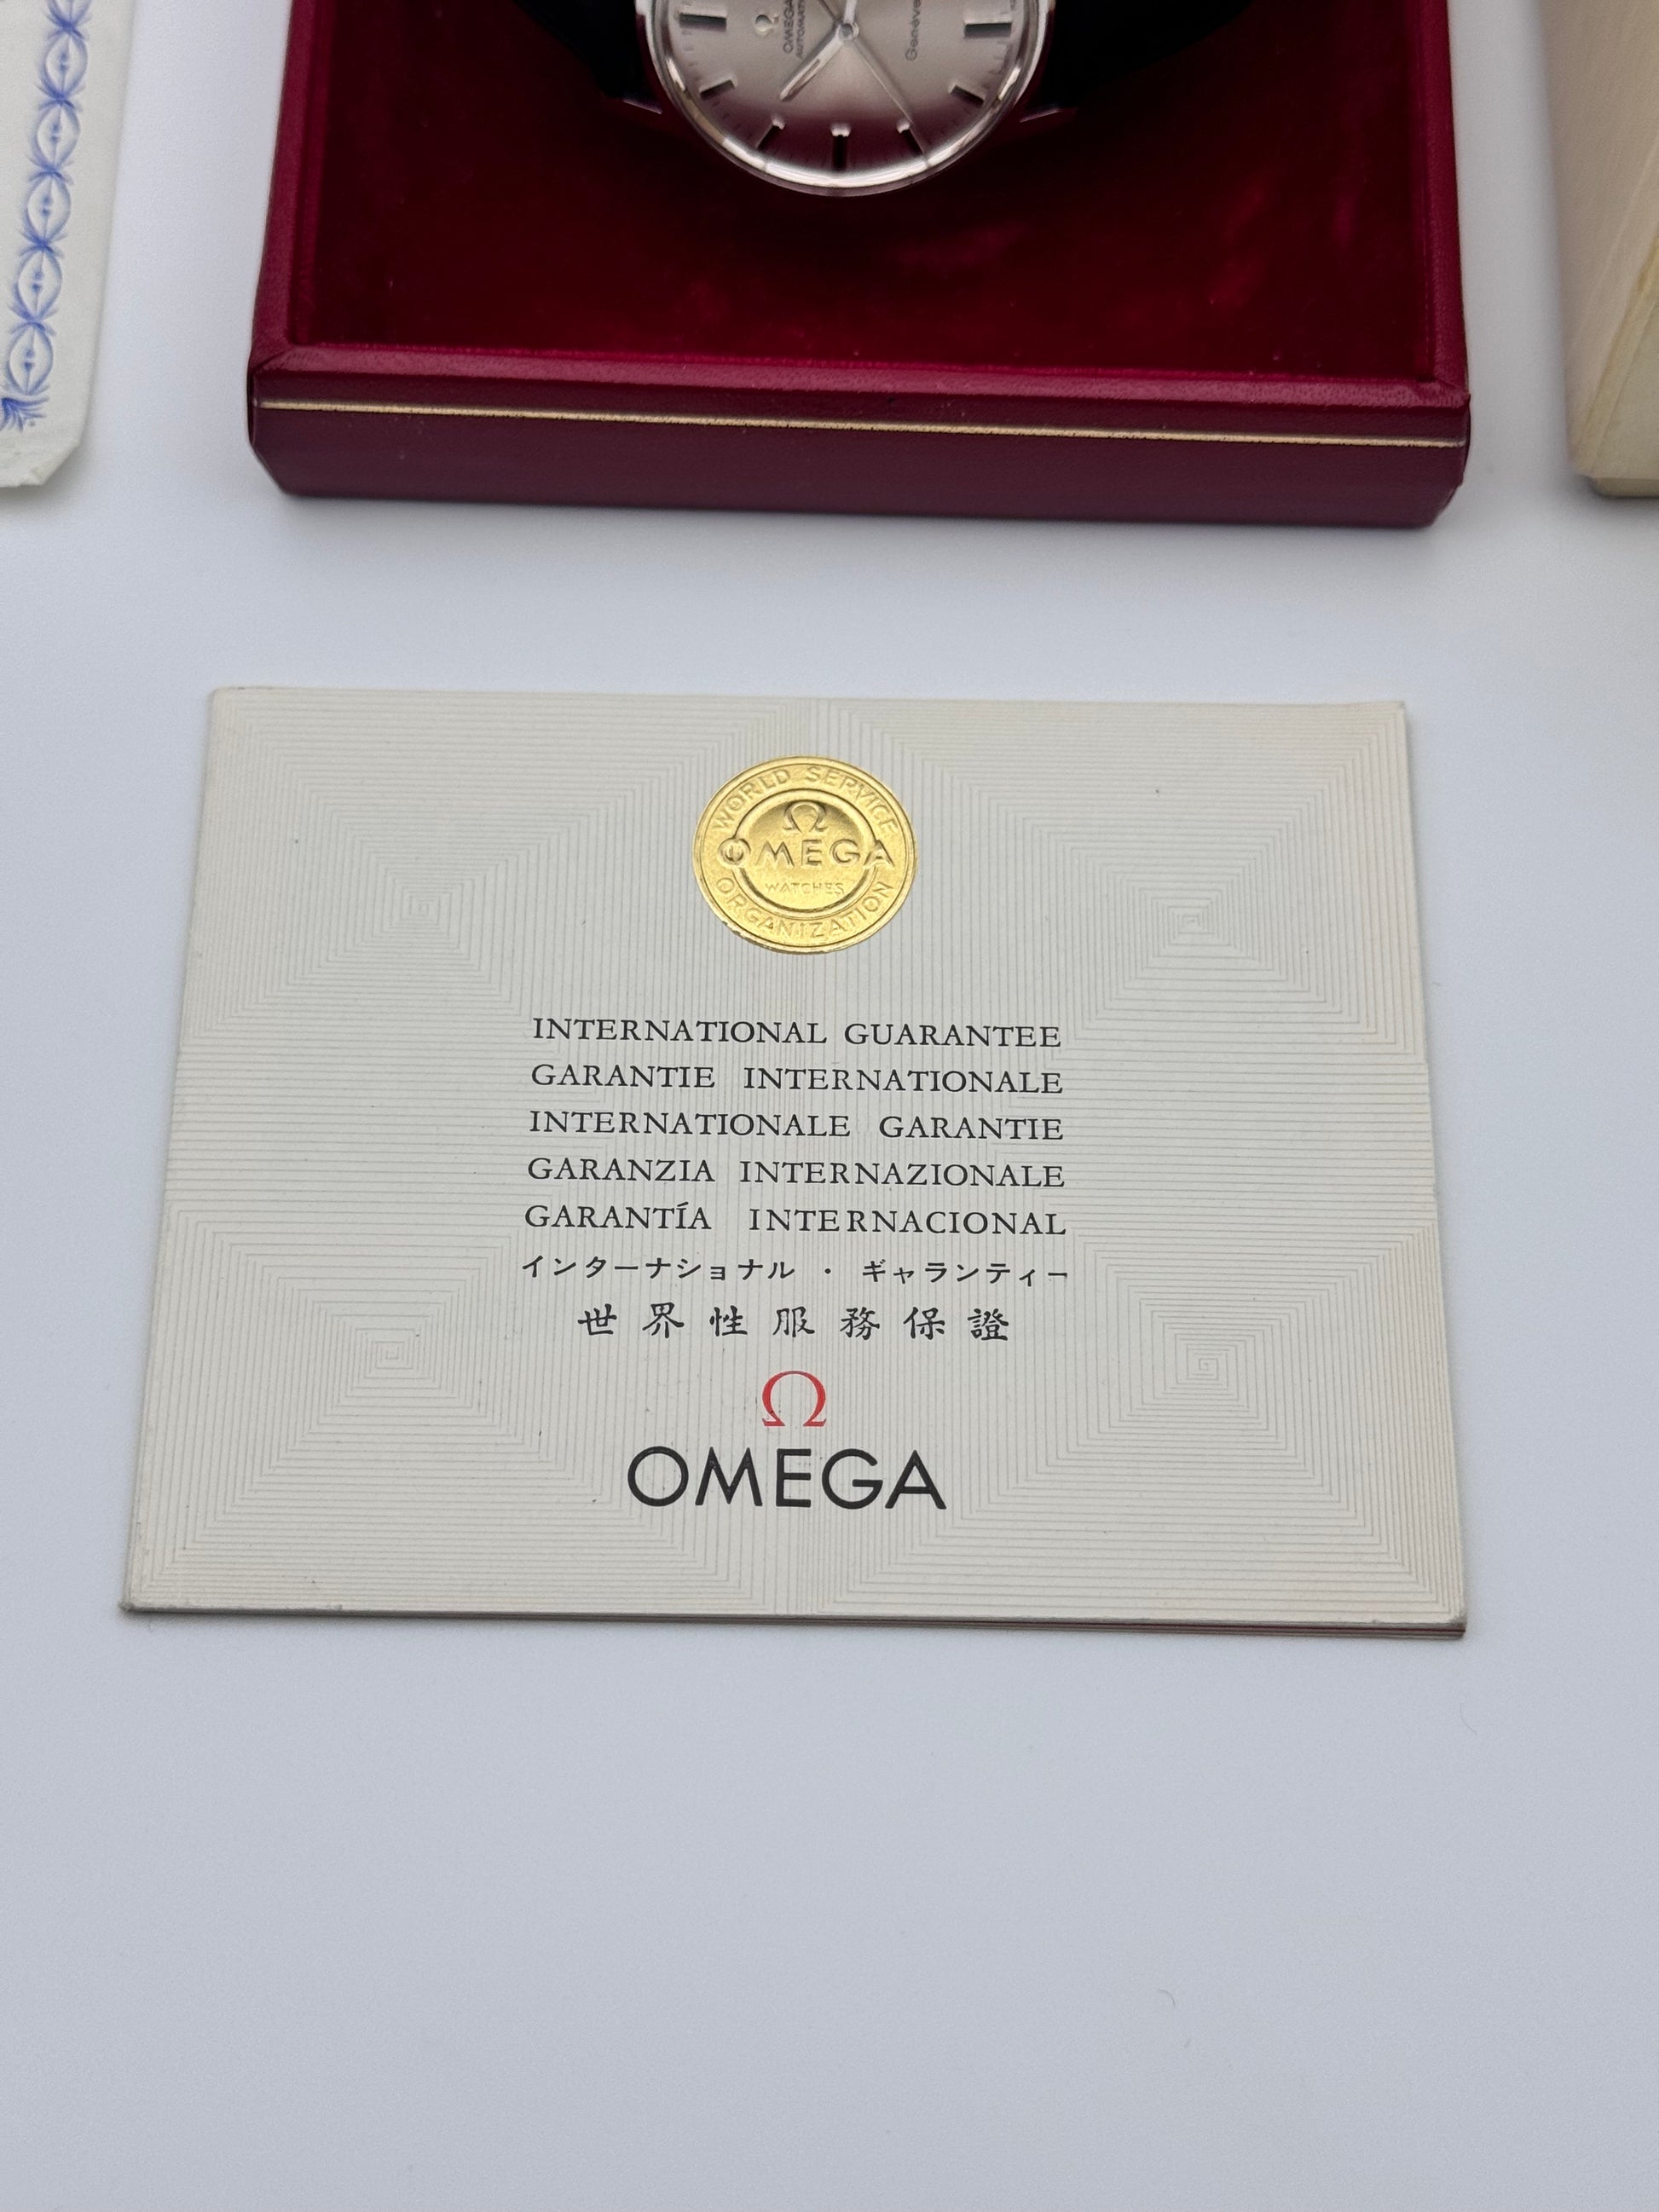 Ω
OMEGA
AUTOMATIC
Genève
WORLD SERVICE
Ω
OMEGA
WATCHES
ORGANIZATION
INTERNATIONAL GUARANTEE
GARANTIE INTERNATIONALE
INTERNATIONALE GARANTIE
GARANZIA INTERNAZIONALE
GARANTÍA INTERNACIONAL
インターナショナル ・ ギャランティー
世界性服務保證
Ω
OMEGA